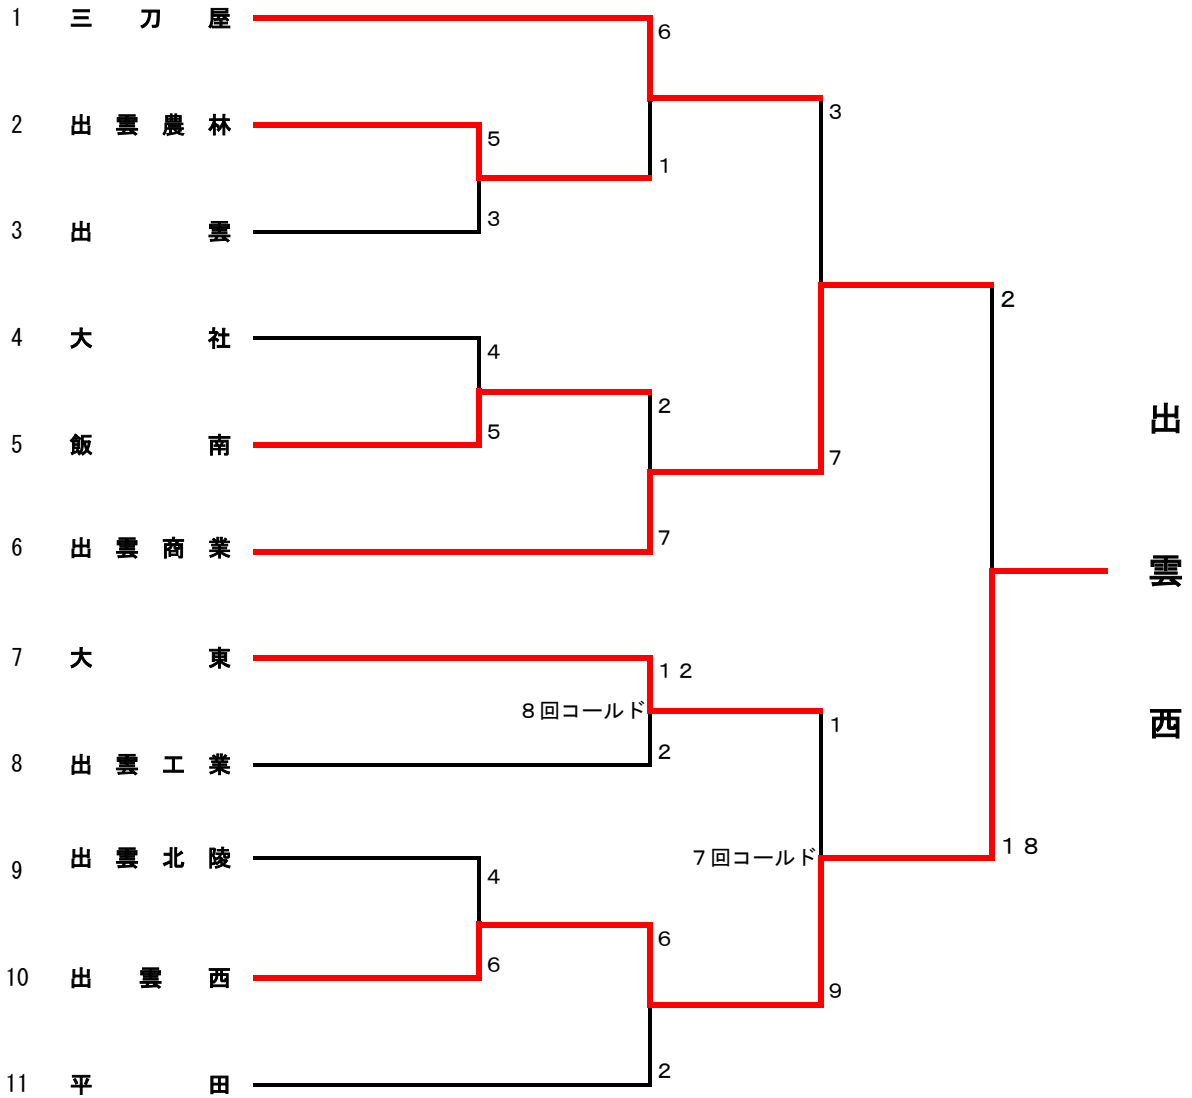 1 三刀屋
6
3
2 出雲農林
5
1
3 出雲
3
2
4 大社
4
2
5 飯南
5
7
6 出雲商業
7
7 大東
12
8回コールド
1
8 出雲工業
2
7回コールド
18
9 出雲北陵
4
6
10 出雲西
6
9
11 平田
2
出雲西